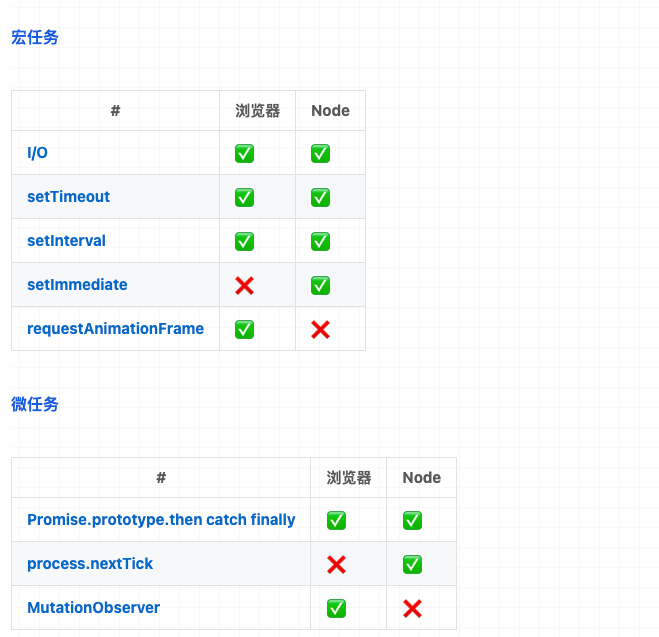 宏任务
# 浏览器 Node
I/O ✅ ✅
setTimeout ✅ ✅
setInterval ✅ ✅
setImmediate ❌ ✅
requestAnimationFrame ✅ ❌
微任务
# 浏览器 Node
Promise.prototype.then catch finally ✅ ✅
process.nextTick ❌ ✅
MutationObserver ✅ ❌